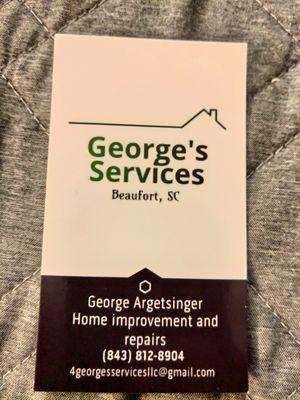 George's
Services
Beaufort, SC
George Argetsinger
Home improvement and
repairs
(843) 812-8904
4georgesservicesllc@gmail.com